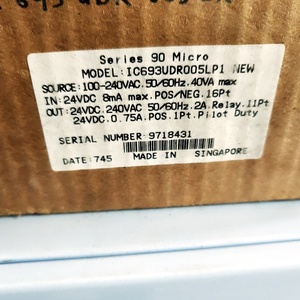 Series 90 Micro
MODEL:IC693UDR005LP1 NEW
SOURCE:100-240VAC.50/60Hz.40VA max
IN:24VDC 8mA max.POS/NEG.16Pt
OUT:24VDC.240VAC.50/60Hz.2A.Relay.11Pt
24VDC.0.75A.POS.1Pt.Pilot Duty
SERIAL NUMBER:9718431
DATE:745 MADE IN SINGAPORE